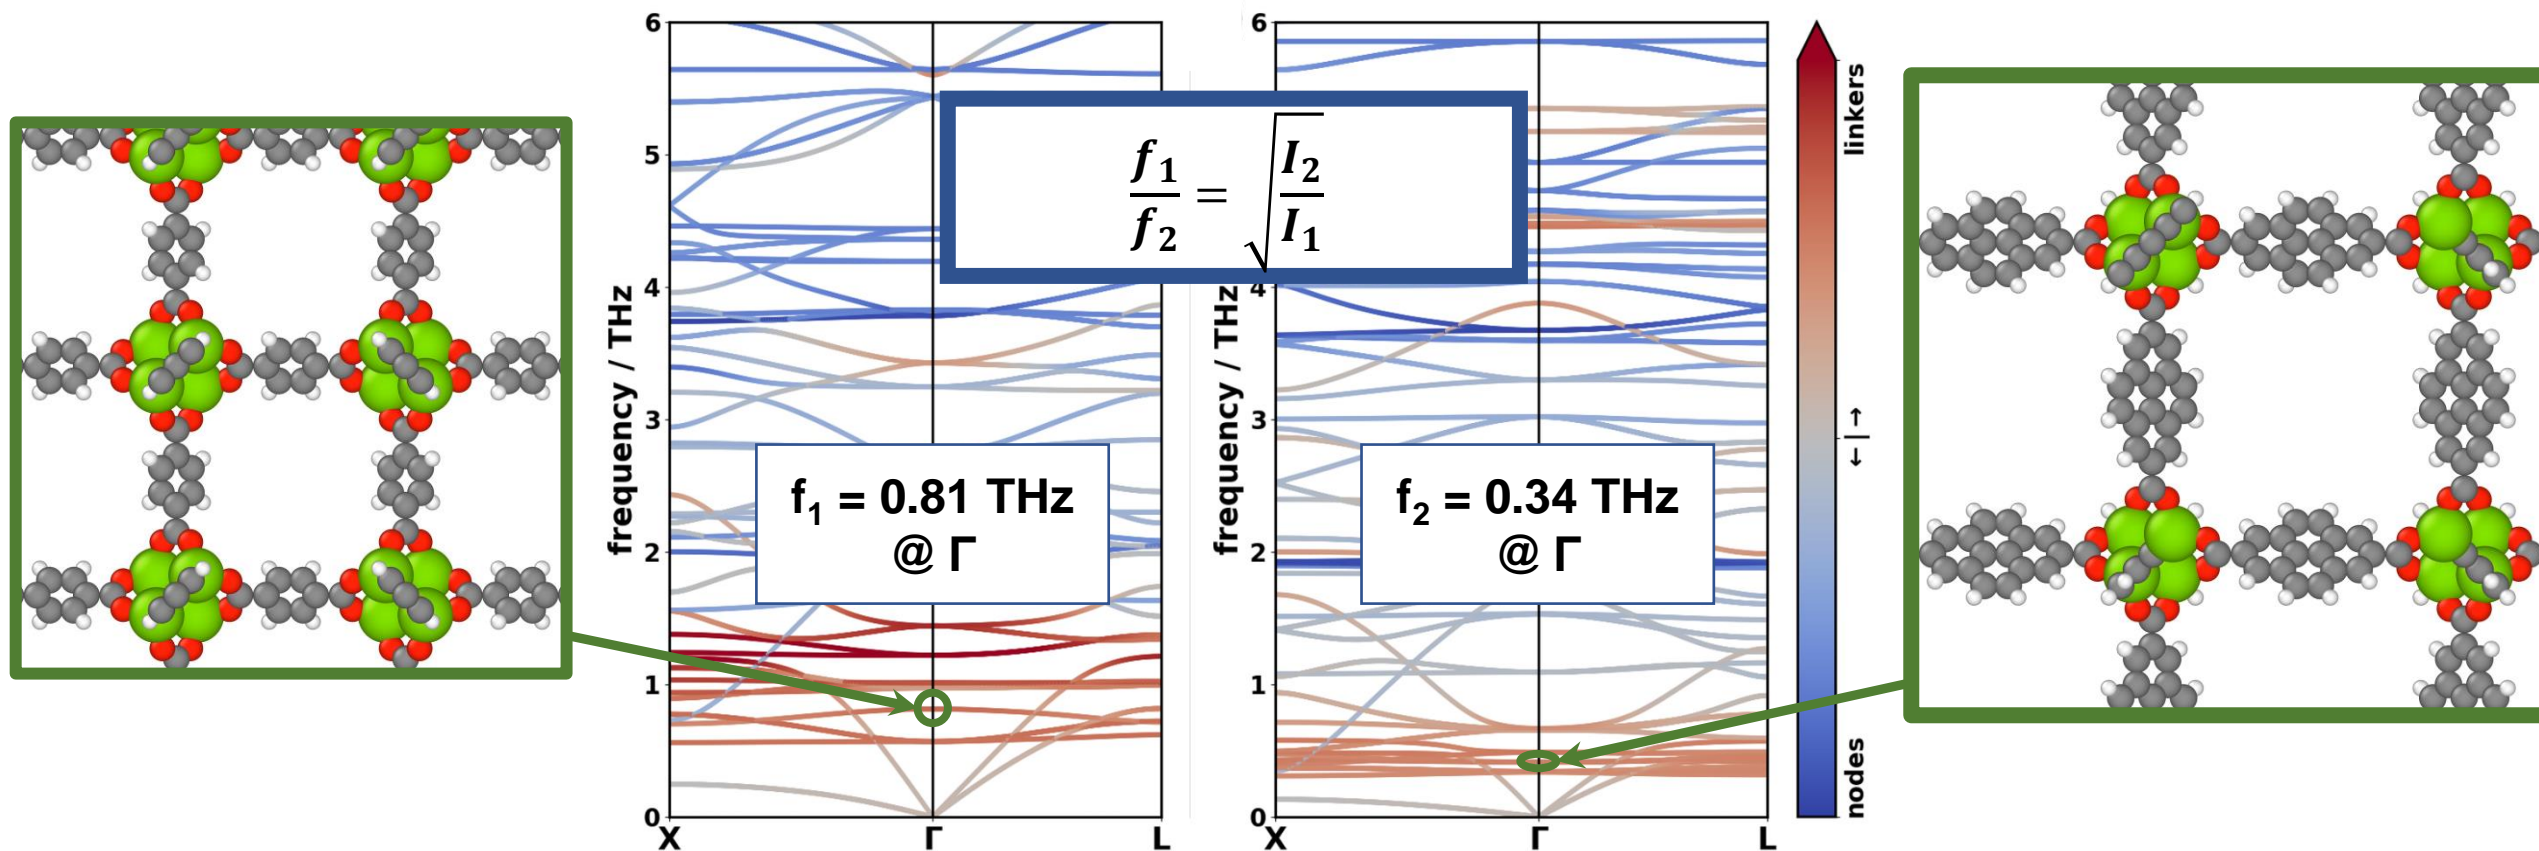 6
5
4
3
2
1
0
frequency / THz
X Γ L
f₁ = 0.81 THz
@ Γ
f₁/f₂ = √(I₂/I₁)
6
4
3
2
1
0
frequency / THz
X Γ L
f₂ = 0.34 THz
@ Γ
linkers
←|→
nodes